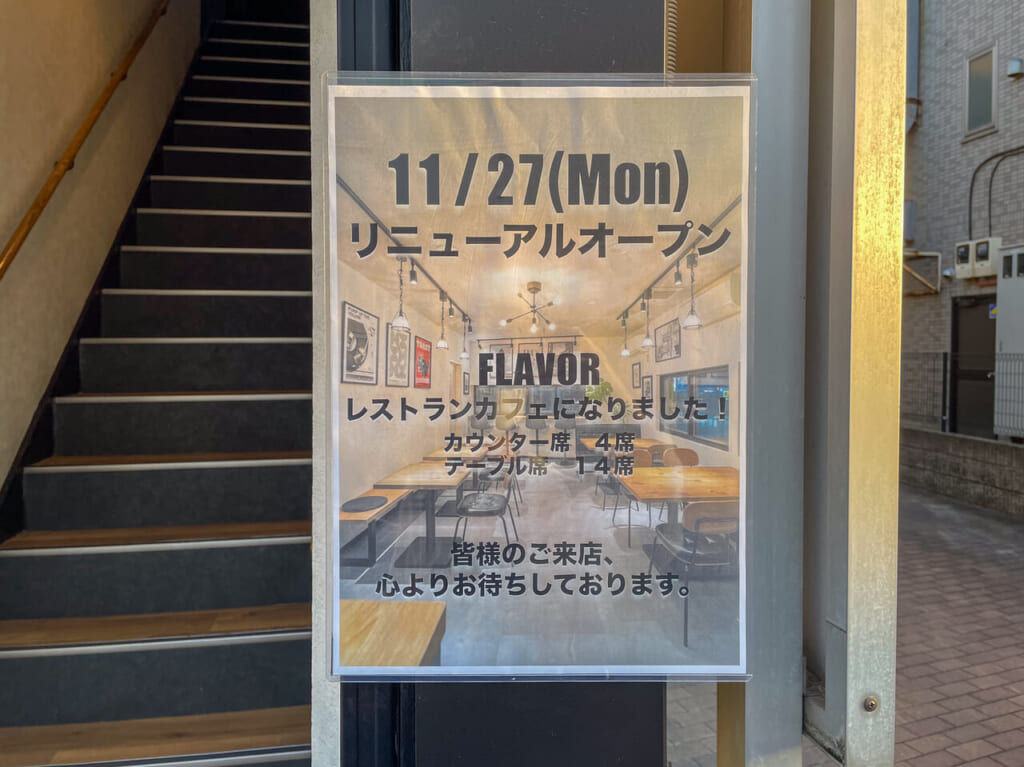 11/27(Mon)
リニューアルオープン
FLAVOR
レストランカフェになりました!
カウンター席　4席
テーブル席　14席
皆様のご来店、
心よりお待ちしております。